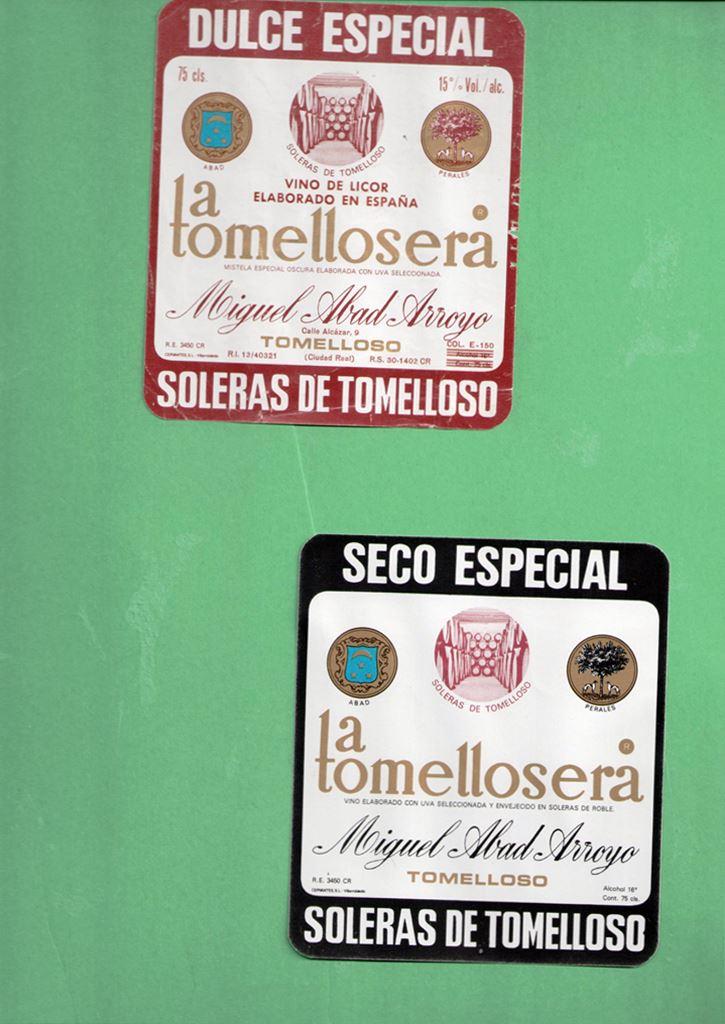 DULCE ESPECIAL
75 cls.
15°/• Vol./alc.
ABAD
SOLERAS DE TOMELLOSO
PERALES
VINO DE LICOR
ELABORADO EN ESPAÑA
la
tomellosera ®
MISTELA ESPECIAL OSCURA ELABORADA CON UVA SELECCIONADA.
Miguel Abad Arroyo
Calle Alcázar, 9
TOMELLOSO
R.E. 3450 CR
COL. E-150
CERVANTES, S.L.
R.I. 13/40321
(Ciudad Real)
R.S. 30-1402 CR
SOLERAS DE TOMELLOSO
SECO ESPECIAL
ABAD
SOLERAS DE TOMELLOSO
PERALES
la
tomellosera ®
VINO ELABORADO CON UVA SELECCIONADA Y ENVEJECIDO EN SOLERAS DE ROBLE.
Miguel Abad Arroyo
TOMELLOSO
R.E. 3450 CR
CERVANTES, S.L.
Alcohol 16°
Cont. 75 cls.
SOLERAS DE TOMELLOSO